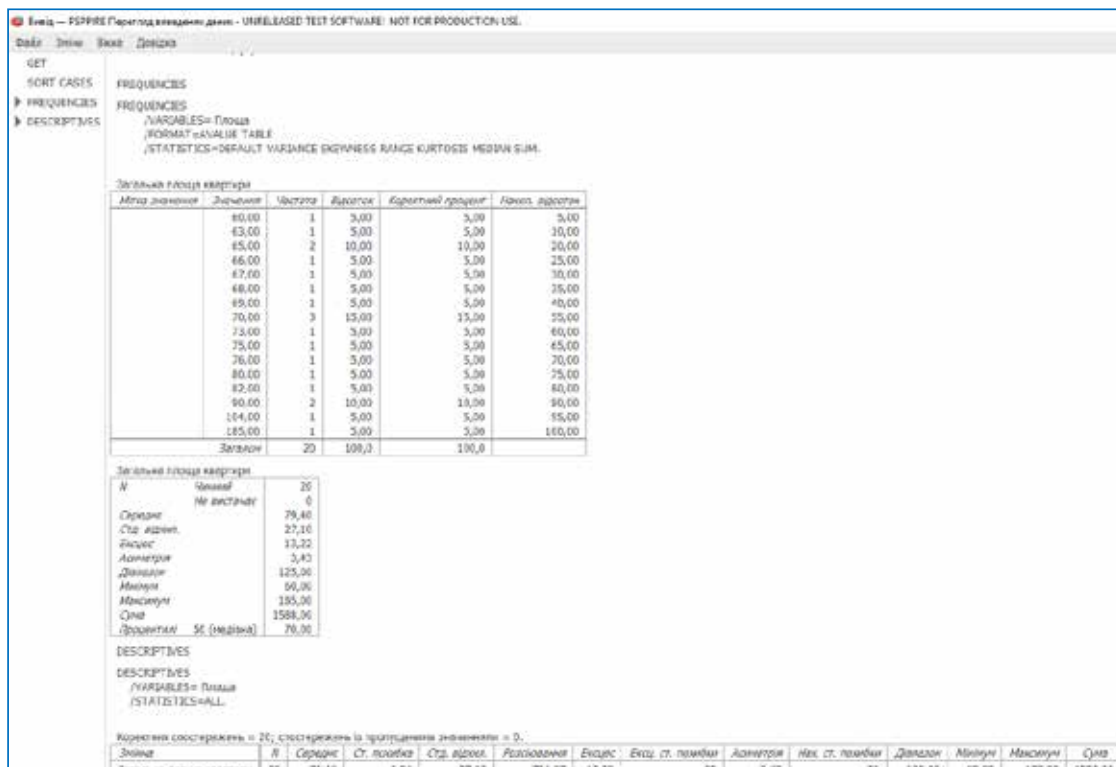 Вивід — PSPPIRE Перегляд виведених даних - UNRELEASED TEST SOFTWARE! NOT FOR PRODUCTION USE.
Файл Зміни Вікна Довідка
GET
SORT CASES
FREQUENCIES
DESCRIPTIVES
FREQUENCIES
FREQUENCIES
/VARIABLES= Площа
/FORMAT=AVALUE TABLE
/STATISTICS=DEFAULT VARIANCE SKEWNESS RANGE KURTOSIS MEDIAN SUM.
Загальна площа квартири
Мітка значення Значення Частота Відсоток Коректний процент Накоп. відсоток
60,00 1 5,00 5,00 5,00
63,00 1 5,00 5,00 10,00
65,00 2 10,00 10,00 20,00
66,00 1 5,00 5,00 25,00
67,00 1 5,00 5,00 30,00
68,00 1 5,00 5,00 35,00
69,00 1 5,00 5,00 40,00
70,00 3 15,00 15,00 55,00
73,00 1 5,00 5,00 60,00
75,00 1 5,00 5,00 65,00
76,00 1 5,00 5,00 70,00
80,00 1 5,00 5,00 75,00
82,00 1 5,00 5,00 80,00
90,00 2 10,00 10,00 90,00
104,00 1 5,00 5,00 95,00
185,00 1 5,00 5,00 100,00
Загалом 20 100,0 100,0
Загальна площа квартири
N Чинний 20
Не вистачає 0
Середнє 79,40
Стд. відхил. 27,10
Ексцес 13,22
Асиметрія 3,43
Діапазон 125,00
Мінімум 60,00
Максимум 185,00
Сума 1588,00
Процентилі 50 (медіана) 70,00
DESCRIPTIVES
DESCRIPTIVES
/VARIABLES= Площа
/STATISTICS=ALL.
Коректних спостережень = 20; спостережень із пропущеними значеннями = 0.
Змінна N Середнє Ст. похибка Стд. відхил. Розсіювання Ексцес Ексц. ст. похибки Асиметрія Нах. ст. похибки Діапазон Мінімум Максимум Сума